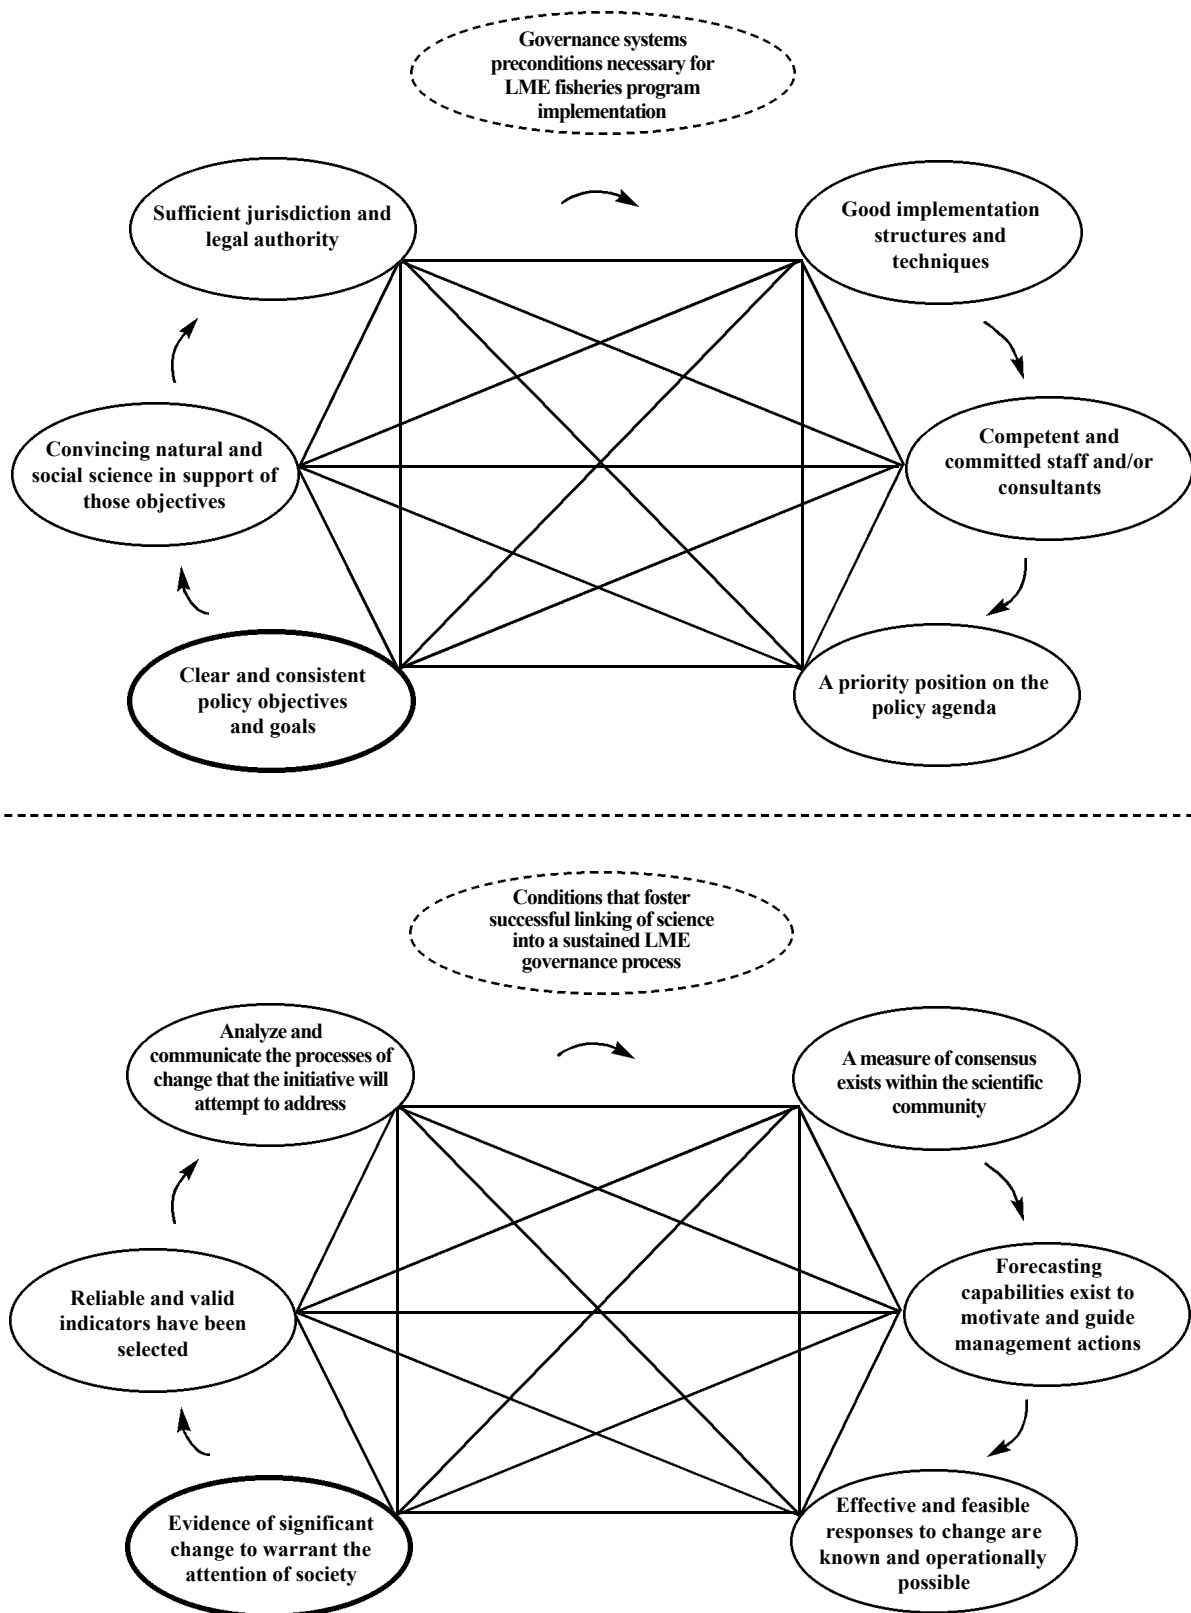 Governance systems
preconditions necessary for
LME fisheries program
implementation
Sufficient jurisdiction and
legal authority
Good implementation
structures and
techniques
Convincing natural and
social science in support of
those objectives
Competent and
committed staff and/or
consultants
Clear and consistent
policy objectives
and goals
A priority position on the
policy agenda
Conditions that foster
successful linking of science
into a sustained LME
governance process
Analyze and
communicate the processes of
change that the initiative will
attempt to address
A measure of consensus
exists within the scientific
community
Reliable and valid
indicators have been
selected
Forecasting
capabilities exist to
motivate and guide
management actions
Evidence of significant
change to warrant the
attention of society
Effective and feasible
responses to change are
known and operationally
possible